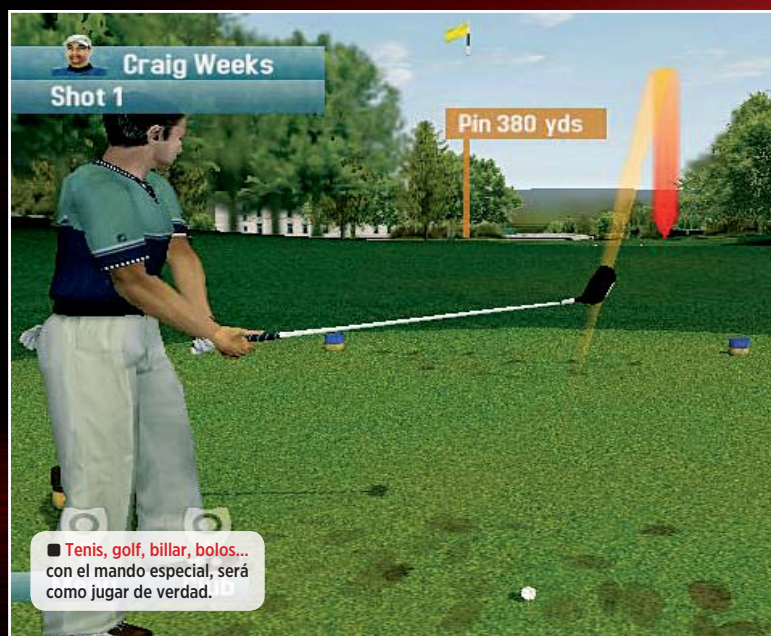 Craig Weeks
Shot 1
Pin 380 yds
■ Tenis, golf, billar, bolos...
con el mando especial, será
como jugar de verdad.